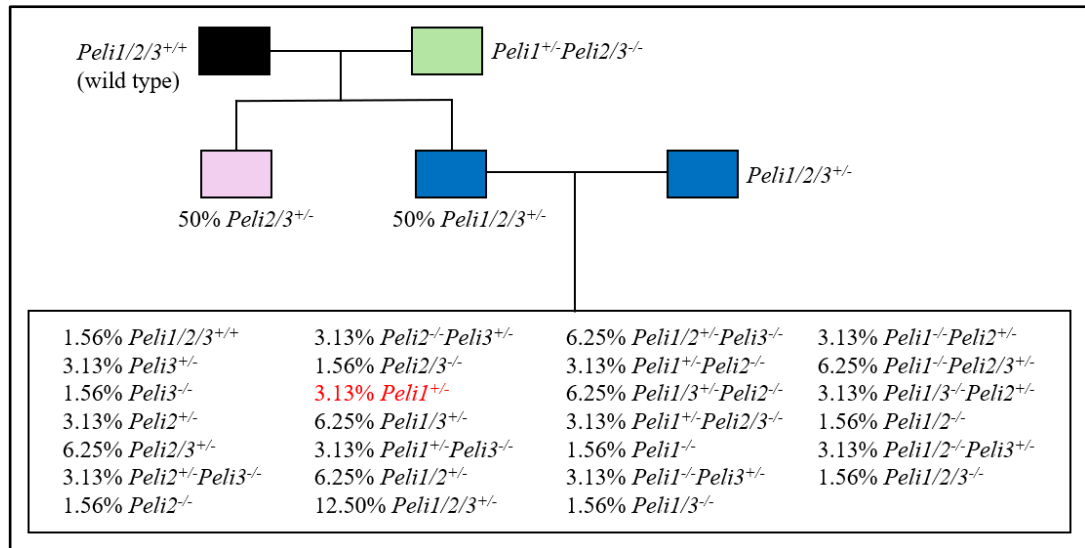 Peli1/2/3+/+
(wild type)
Peli1+/-Peli2/3-/-
50% Peli2/3+/-
50% Peli1/2/3+/-
Peli1/2/3+/-
1.56% Peli1/2/3+/+
3.13% Peli3+/-
1.56% Peli3-/-
3.13% Peli2+/-
6.25% Peli2/3+/-
3.13% Peli2+/-Peli3-/-
1.56% Peli2-/-
3.13% Peli2-/-Peli3+/-
1.56% Peli2/3-/-
3.13% Peli1+/-
6.25% Peli1/3+/-
3.13% Peli1+/-Peli3-/-
6.25% Peli1/2+/-
12.50% Peli1/2/3+/-
6.25% Peli1/2+/-Peli3-/-
3.13% Peli1+/-Peli2-/-
6.25% Peli1/3+/-Peli2-/-
3.13% Peli1+/-Peli2/3-/-
1.56% Peli1-/-
3.13% Peli1-/-Peli3+/-
1.56% Peli1/3-/-
3.13% Peli1-/-Peli2+/-
6.25% Peli1-/-Peli2/3+/-
3.13% Peli1/3-/-Peli2+/-
1.56% Peli1/2-/-
3.13% Peli1/2-/-Peli3+/-
1.56% Peli1/2/3-/-